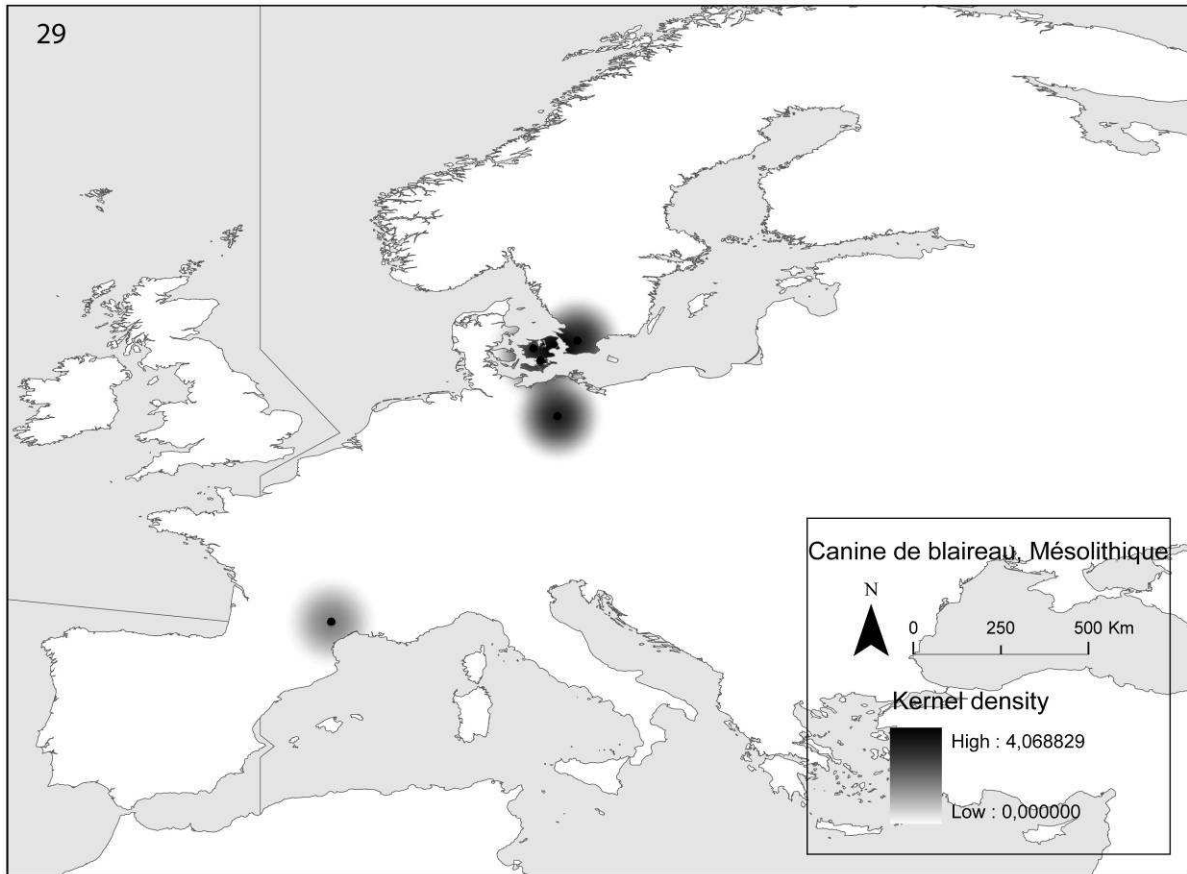 29
Canine de blaireau, Mésolithique
N
0 250 500 Km
Kernel density
High : 4,068829
Low : 0,000000